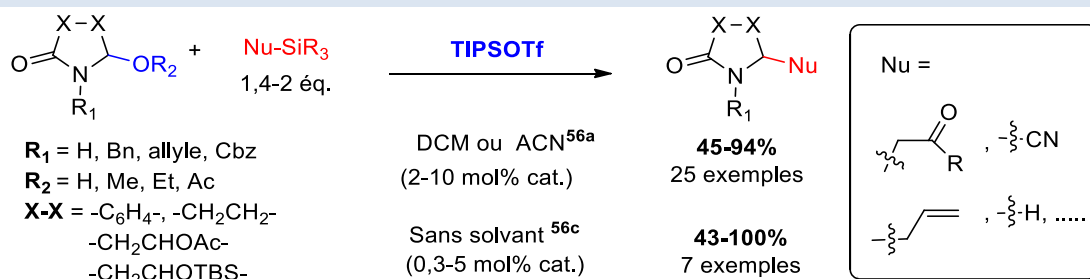 X-X
O
N
R1
OR2
+
Nu-SiR3
1,4-2 éq.
TIPSOTf
X-X
O
N
R1
Nu
DCM ou ACN56a
(2-10 mol% cat.)
Sans solvant 56c
(0,3-5 mol% cat.)
45-94%
25 exemples
43-100%
7 exemples
R1 = H, Bn, allyle, Cbz
R2 = H, Me, Et, Ac
X-X = -C6H4-, -CH2CH2-
-CH2CHOAc-
-CH2CHOTBS-
Nu =
O
R
, -CN
, -H, .....